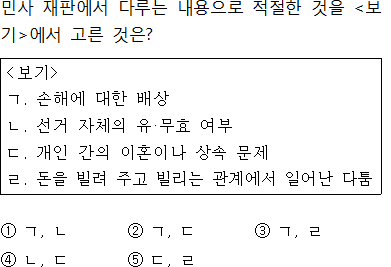 민사 재판에서 다루는 내용으로 적절한 것을 <보
기>에서 고른 것은?
<보기>
ㄱ. 손해에 대한 배상
ㄴ. 선거 자체의 유·무효 여부
ㄷ. 개인 간의 이혼이나 상속 문제
ㄹ. 돈을 빌려 주고 빌리는 관계에서 일어난 다툼
① ㄱ, ㄴ ② ㄱ, ㄷ ③ ㄱ, ㄹ
④ ㄴ, ㄷ ⑤ ㄷ, ㄹ